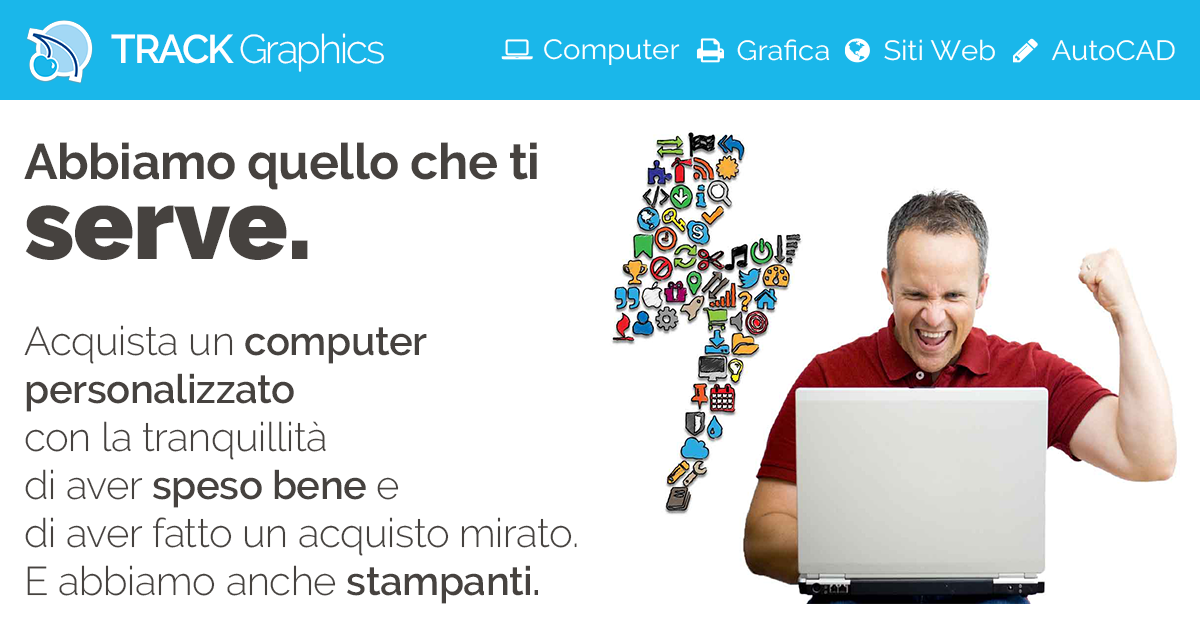 TRACK Graphics
Computer Grafica Siti Web AutoCAD
Abbiamo quello che ti
serve.
Acquista un computer
personalizzato
con la tranquillità
di aver speso bene e
di aver fatto un acquisto mirato.
E abbiamo anche stampanti.